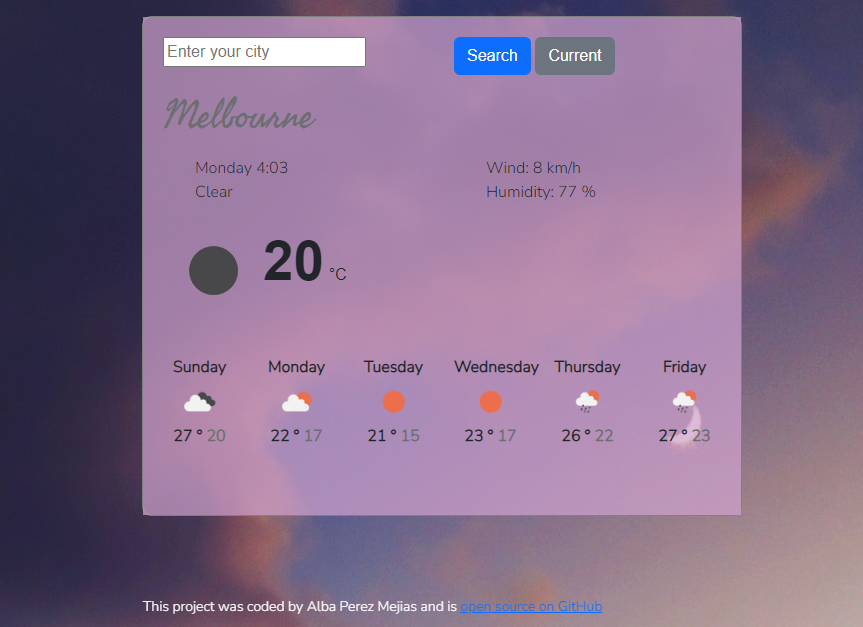 Enter your city Search Current
Melbourne
Monday 4:03 Wind: 8 km/h
Clear Humidity: 77 %
20 °C
Sunday Monday Tuesday Wednesday Thursday Friday
27 ° 20 22 ° 17 21 ° 15 23 ° 17 26 ° 22 27 ° 23
This project was coded by Alba Perez Mejias and is open source on GitHub